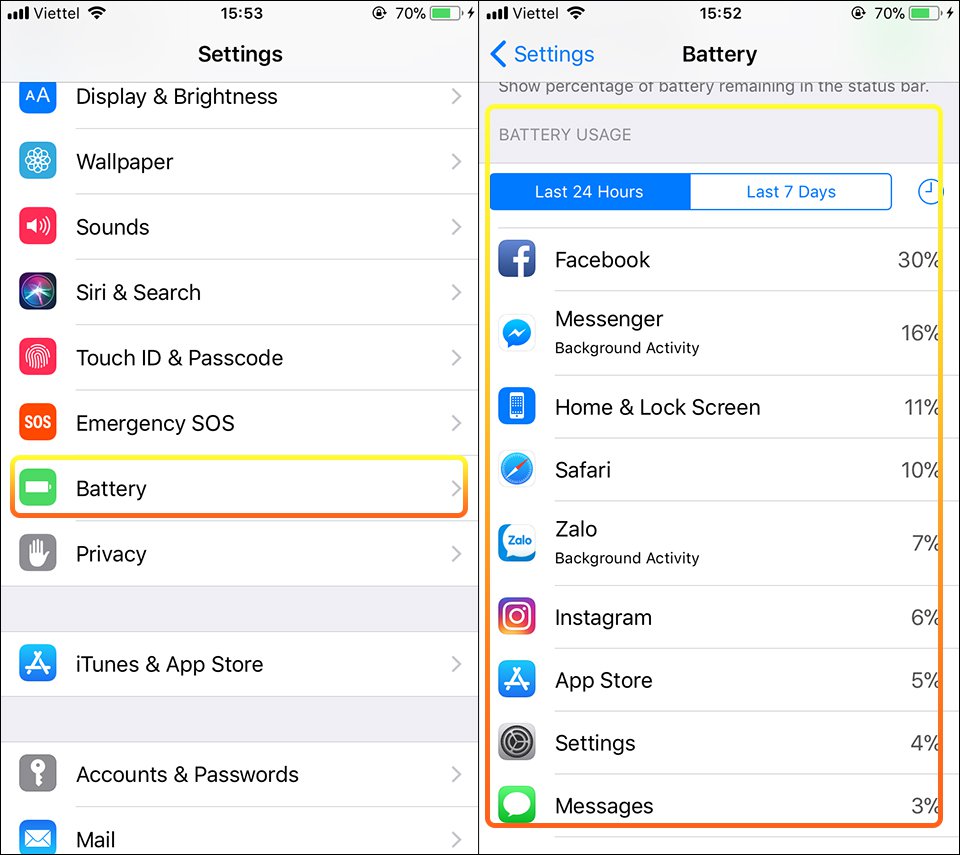 Viettel
15:53
70%
Settings
AA
Display & Brightness
Wallpaper
Sounds
Siri & Search
Touch ID & Passcode
SOS
Emergency SOS
Battery
Privacy
iTunes & App Store
Accounts & Passwords
Mail
Viettel
15:52
70%
Settings
Battery
Show percentage of battery remaining in the status bar.
BATTERY USAGE
Last 24 Hours
Last 7 Days
Facebook 30%
Messenger 16%
Background Activity
Home & Lock Screen 11%
Safari 10%
Zalo
Zalo 7%
Background Activity
Instagram 6%
App Store 5%
Settings 4%
Messages 3%